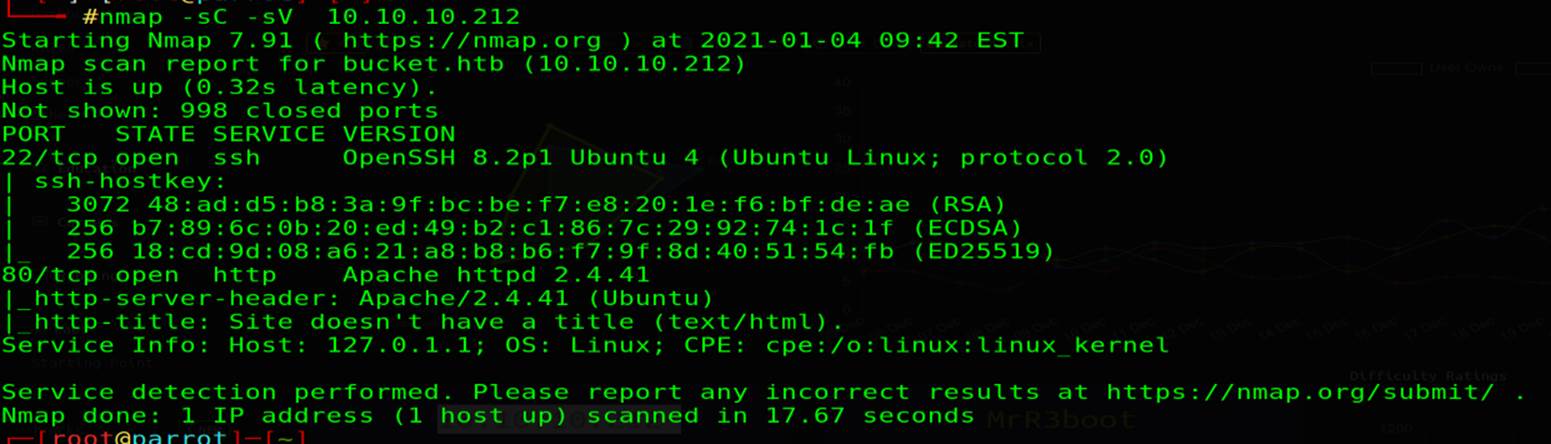 #nmap -sC -sV  10.10.10.212
Starting Nmap 7.91 ( https://nmap.org ) at 2021-01-04 09:42 EST
Nmap scan report for bucket.htb (10.10.10.212)
Host is up (0.32s latency).
Not shown: 998 closed ports
PORT   STATE SERVICE VERSION
22/tcp open  ssh     OpenSSH 8.2p1 Ubuntu 4 (Ubuntu Linux; protocol 2.0)
| ssh-hostkey:
|   3072 48:ad:d5:b8:3a:9f:bc:be:f7:e8:20:1e:f6:bf:de:ae (RSA)
|   256 b7:89:6c:0b:20:ed:49:b2:c1:86:7c:29:92:74:1c:1f (ECDSA)
|_  256 18:cd:9d:08:a6:21:a8:b8:b6:f7:9f:8d:40:51:54:fb (ED25519)
80/tcp open  http    Apache httpd 2.4.41
|_http-server-header: Apache/2.4.41 (Ubuntu)
|_http-title: Site doesn't have a title (text/html).
Service Info: Host: 127.0.1.1; OS: Linux; CPE: cpe:/o:linux:linux_kernel
Difficulty Ratings
Service detection performed. Please report any incorrect results at https://nmap.org/submit/ .
Nmap done: 1 IP address (1 host up) scanned in 17.67 seconds
MrR3boot
[root@parrot]─[~]